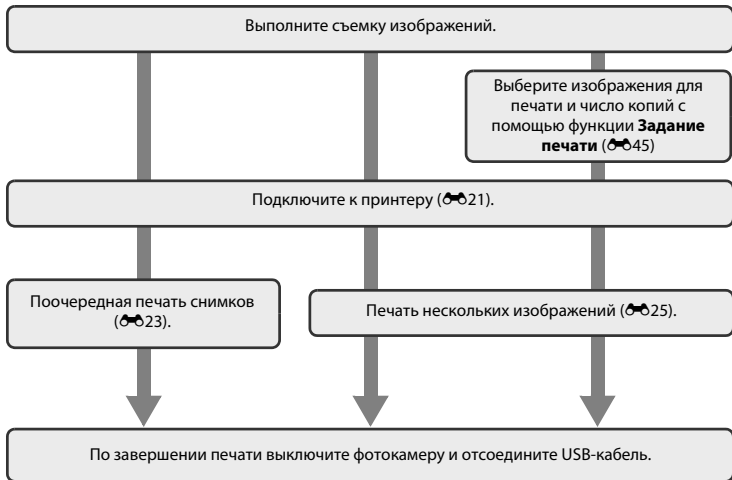 Выполните съемку изображений.
Выберите изображения для
печати и число копий с
помощью функции Задание
печати (45)
Подключите к принтеру (21).
Поочередная печать снимков
(23).
Печать нескольких изображений (25).
По завершении печати выключите фотокамеру и отсоедините USB-кабель.